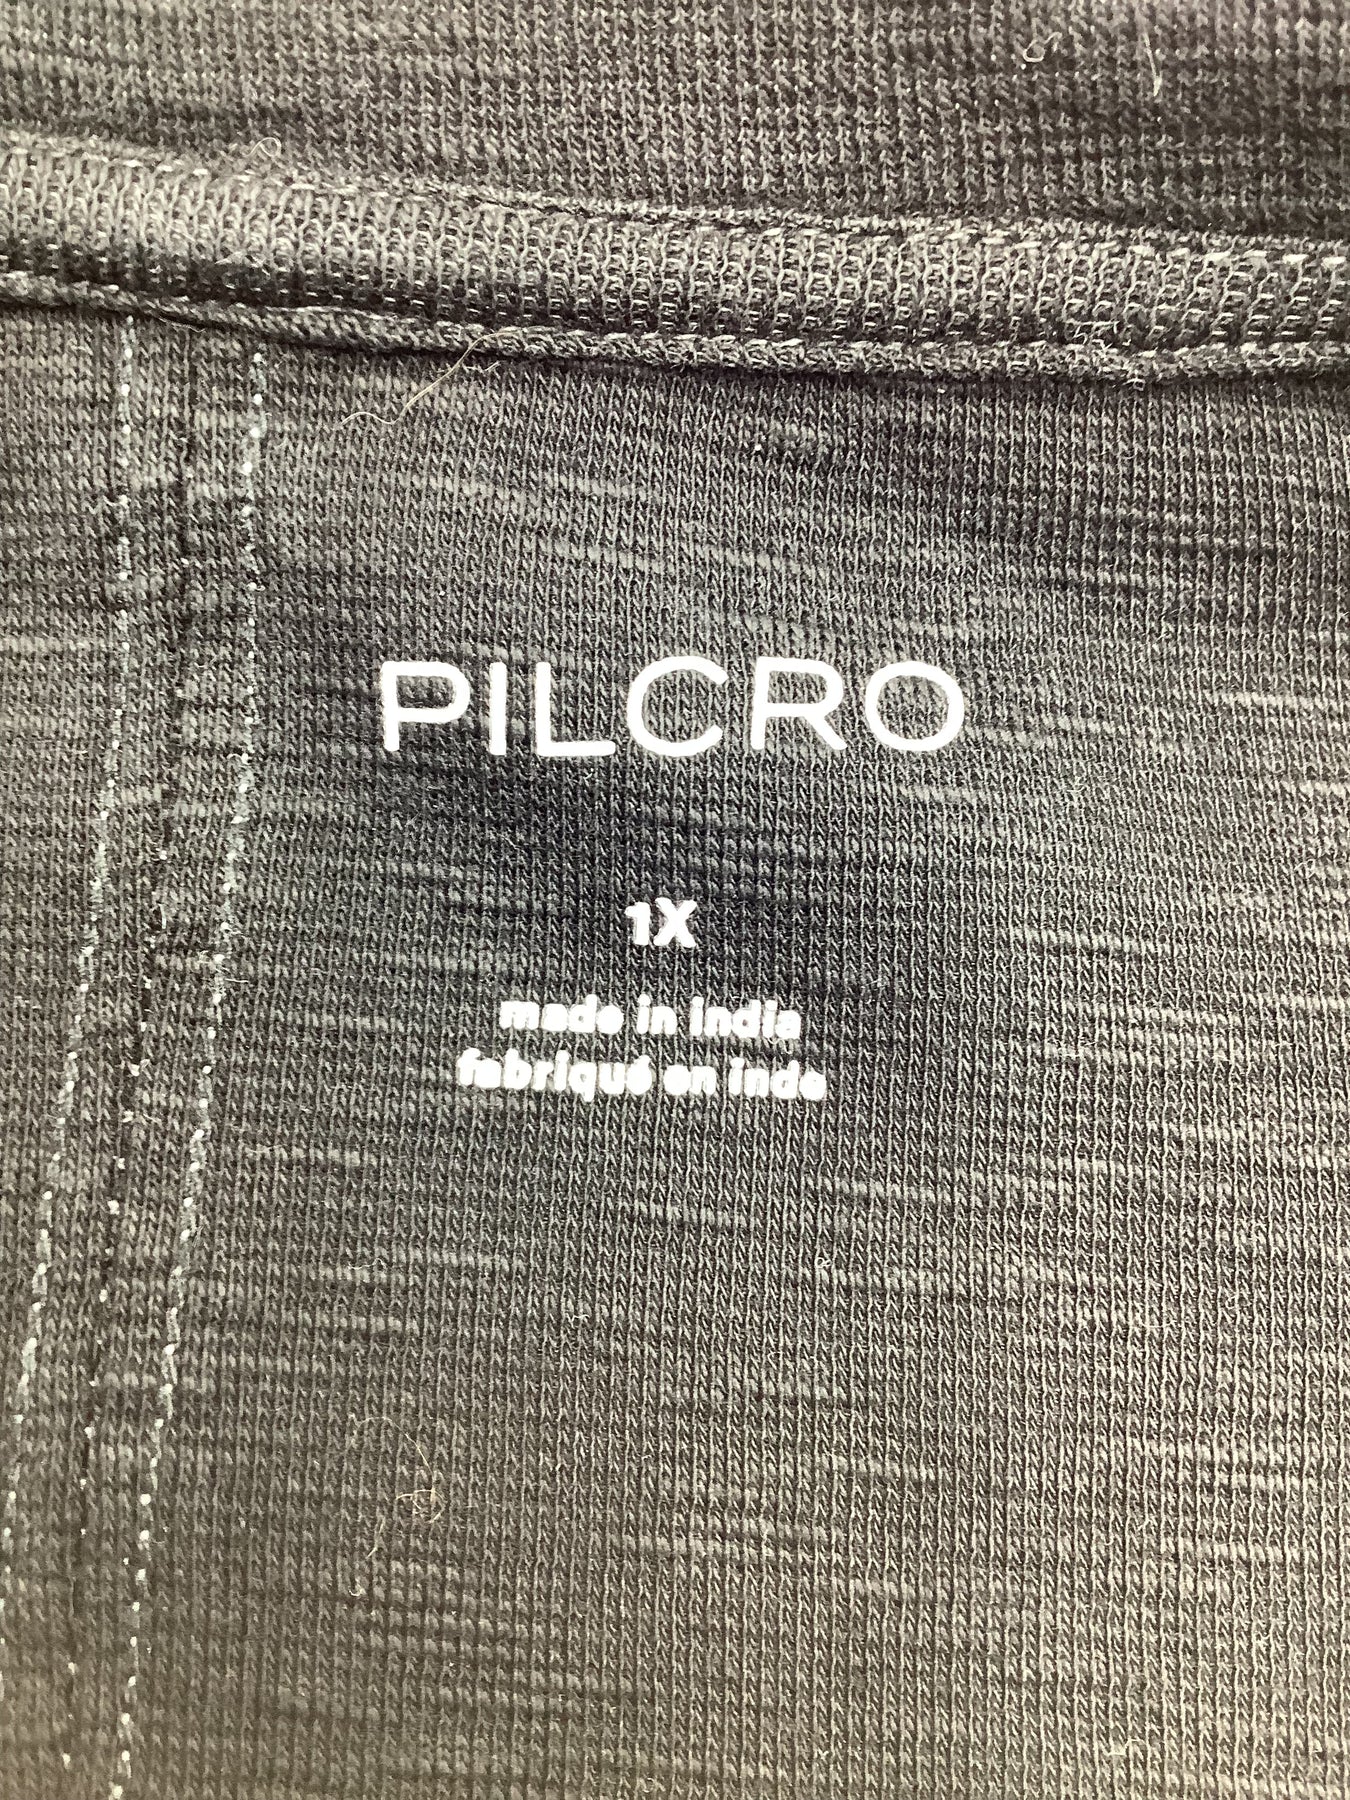 PILCRO
1X
made in india
fabriqué en inde